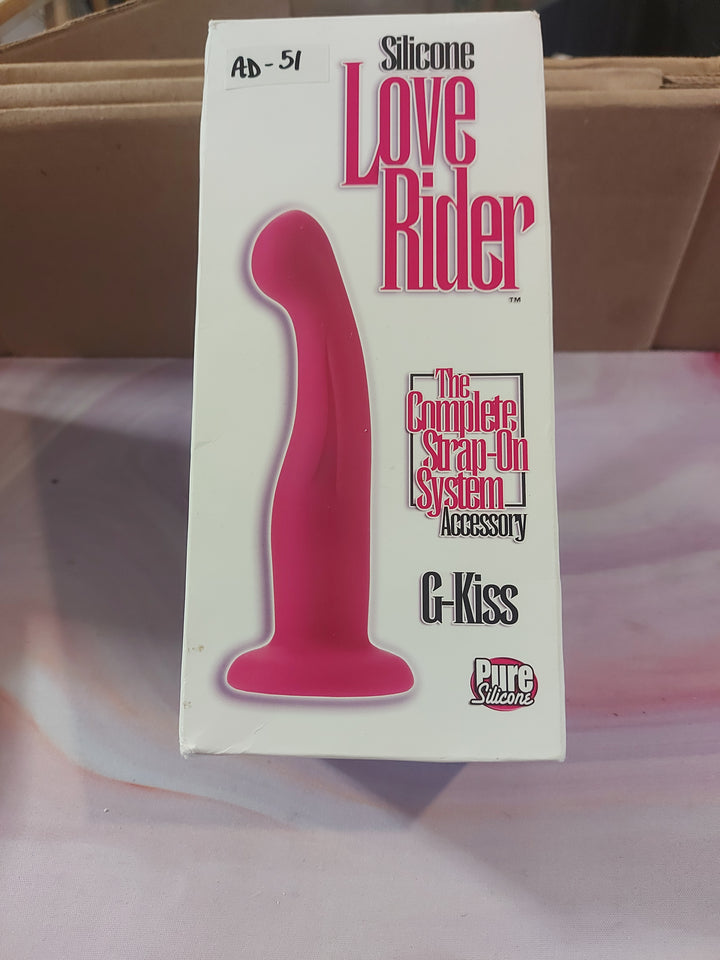 AD-51
Silicone
Love
Rider
TM
The
Complete
Strap-On
System
Accessory
G-Kiss
Pure
Silicone